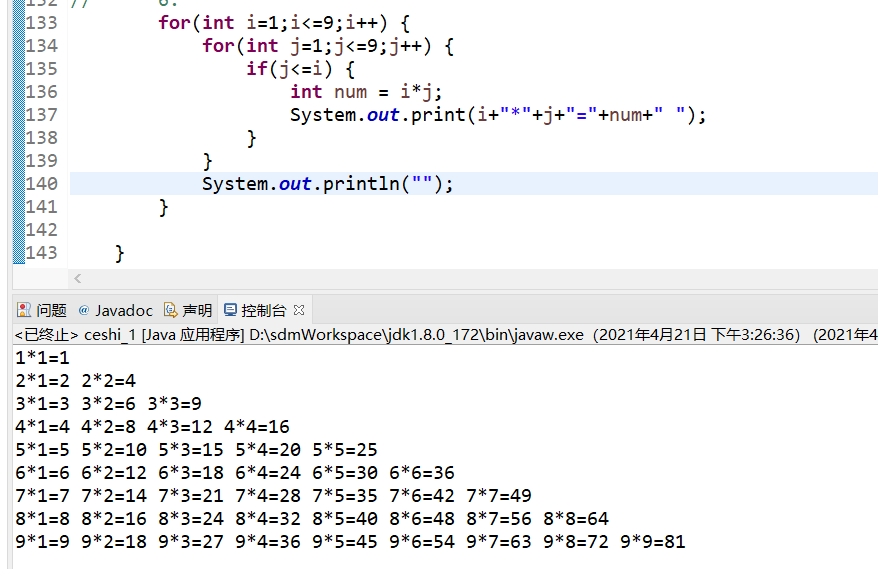 132 //      6.
133         for(int i=1;i<=9;i++) {
134             for(int j=1;j<=9;j++) {
135                 if(j<=i) {
136                     int num = i*j;
137                     System.out.print(i+"*"+j+"="+num+" ");
138                 }
139             }
140             System.out.println("");
141         }
142
143     }
问题 @ Javadoc 声明 控制台
<已终止> ceshi_1 [Java 应用程序] D:\sdmWorkspace\jdk1.8.0_172\bin\javaw.exe（2021年4月21日 下午3:26:36）（2021年4
1*1=1
2*1=2 2*2=4
3*1=3 3*2=6 3*3=9
4*1=4 4*2=8 4*3=12 4*4=16
5*1=5 5*2=10 5*3=15 5*4=20 5*5=25
6*1=6 6*2=12 6*3=18 6*4=24 6*5=30 6*6=36
7*1=7 7*2=14 7*3=21 7*4=28 7*5=35 7*6=42 7*7=49
8*1=8 8*2=16 8*3=24 8*4=32 8*5=40 8*6=48 8*7=56 8*8=64
9*1=9 9*2=18 9*3=27 9*4=36 9*5=45 9*6=54 9*7=63 9*8=72 9*9=81